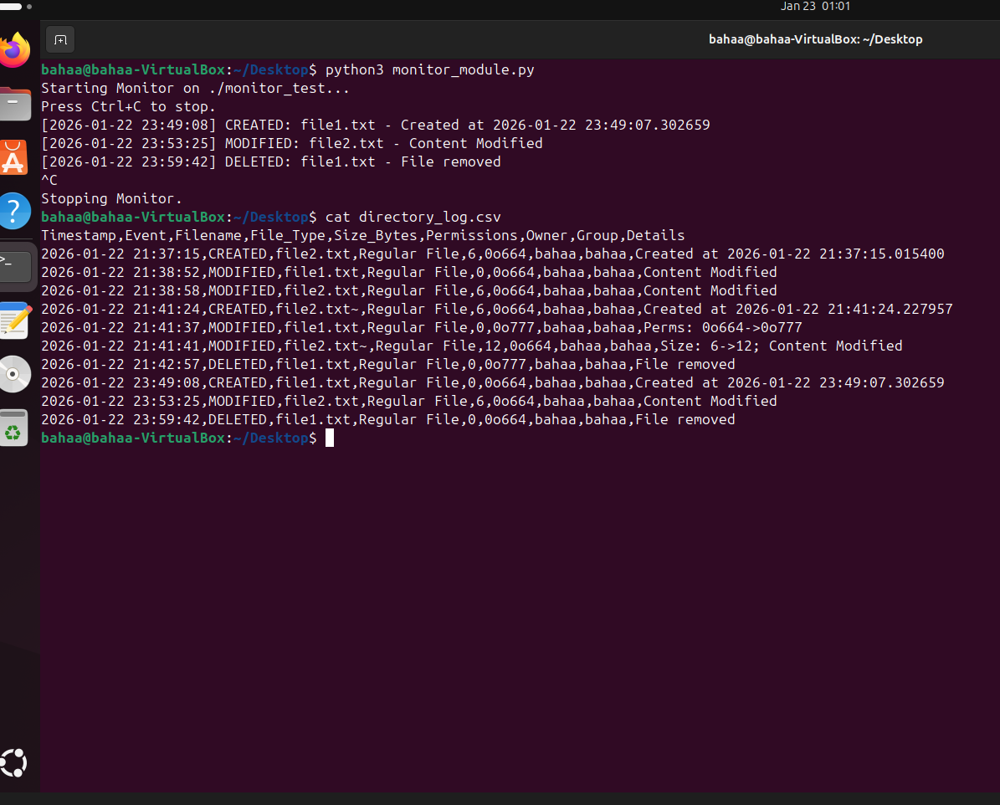 Jan 23 01:01
bahaa@bahaa-VirtualBox: ~/Desktop
bahaa@bahaa-VirtualBox:~/Desktop$ python3 monitor_module.py
Starting Monitor on ./monitor_test...
Press Ctrl+C to stop.
[2026-01-22 23:49:08] CREATED: file1.txt - Created at 2026-01-22 23:49:07.302659
[2026-01-22 23:53:25] MODIFIED: file2.txt - Content Modified
[2026-01-22 23:59:42] DELETED: file1.txt - File removed
^C
Stopping Monitor.
bahaa@bahaa-VirtualBox:~/Desktop$ cat directory_log.csv
Timestamp,Event,Filename,File_Type,Size_Bytes,Permissions,Owner,Group,Details
2026-01-22 21:37:15,CREATED,file2.txt,Regular File,6,0o664,bahaa,bahaa,Created at 2026-01-22 21:37:15.015400
2026-01-22 21:38:52,MODIFIED,file1.txt,Regular File,0,0o664,bahaa,bahaa,Content Modified
2026-01-22 21:38:58,MODIFIED,file2.txt,Regular File,6,0o664,bahaa,bahaa,Content Modified
2026-01-22 21:41:24,CREATED,file2.txt~,Regular File,6,0o664,bahaa,bahaa,Created at 2026-01-22 21:41:24.227957
2026-01-22 21:41:37,MODIFIED,file1.txt,Regular File,0,0o777,bahaa,bahaa,Perms: 0o664->0o777
2026-01-22 21:41:41,MODIFIED,file2.txt~,Regular File,12,0o664,bahaa,bahaa,Size: 6->12; Content Modified
2026-01-22 21:42:57,DELETED,file1.txt,Regular File,0,0o777,bahaa,bahaa,File removed
2026-01-22 23:49:08,CREATED,file1.txt,Regular File,0,0o664,bahaa,bahaa,Created at 2026-01-22 23:49:07.302659
2026-01-22 23:53:25,MODIFIED,file2.txt,Regular File,6,0o664,bahaa,bahaa,Content Modified
2026-01-22 23:59:42,DELETED,file1.txt,Regular File,0,0o664,bahaa,bahaa,File removed
bahaa@bahaa-VirtualBox:~/Desktop$